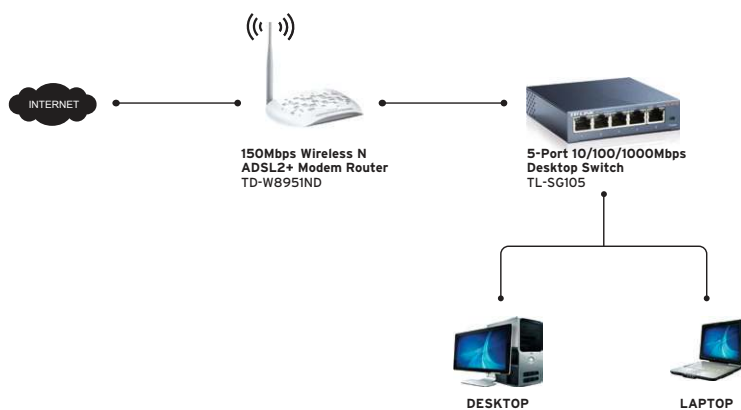 INTERNET
150Mbps Wireless N
ADSL2+ Modem Router
TD-W8951ND
5-Port 10/100/1000Mbps
Desktop Switch
TL-SG105
DESKTOP
LAPTOP